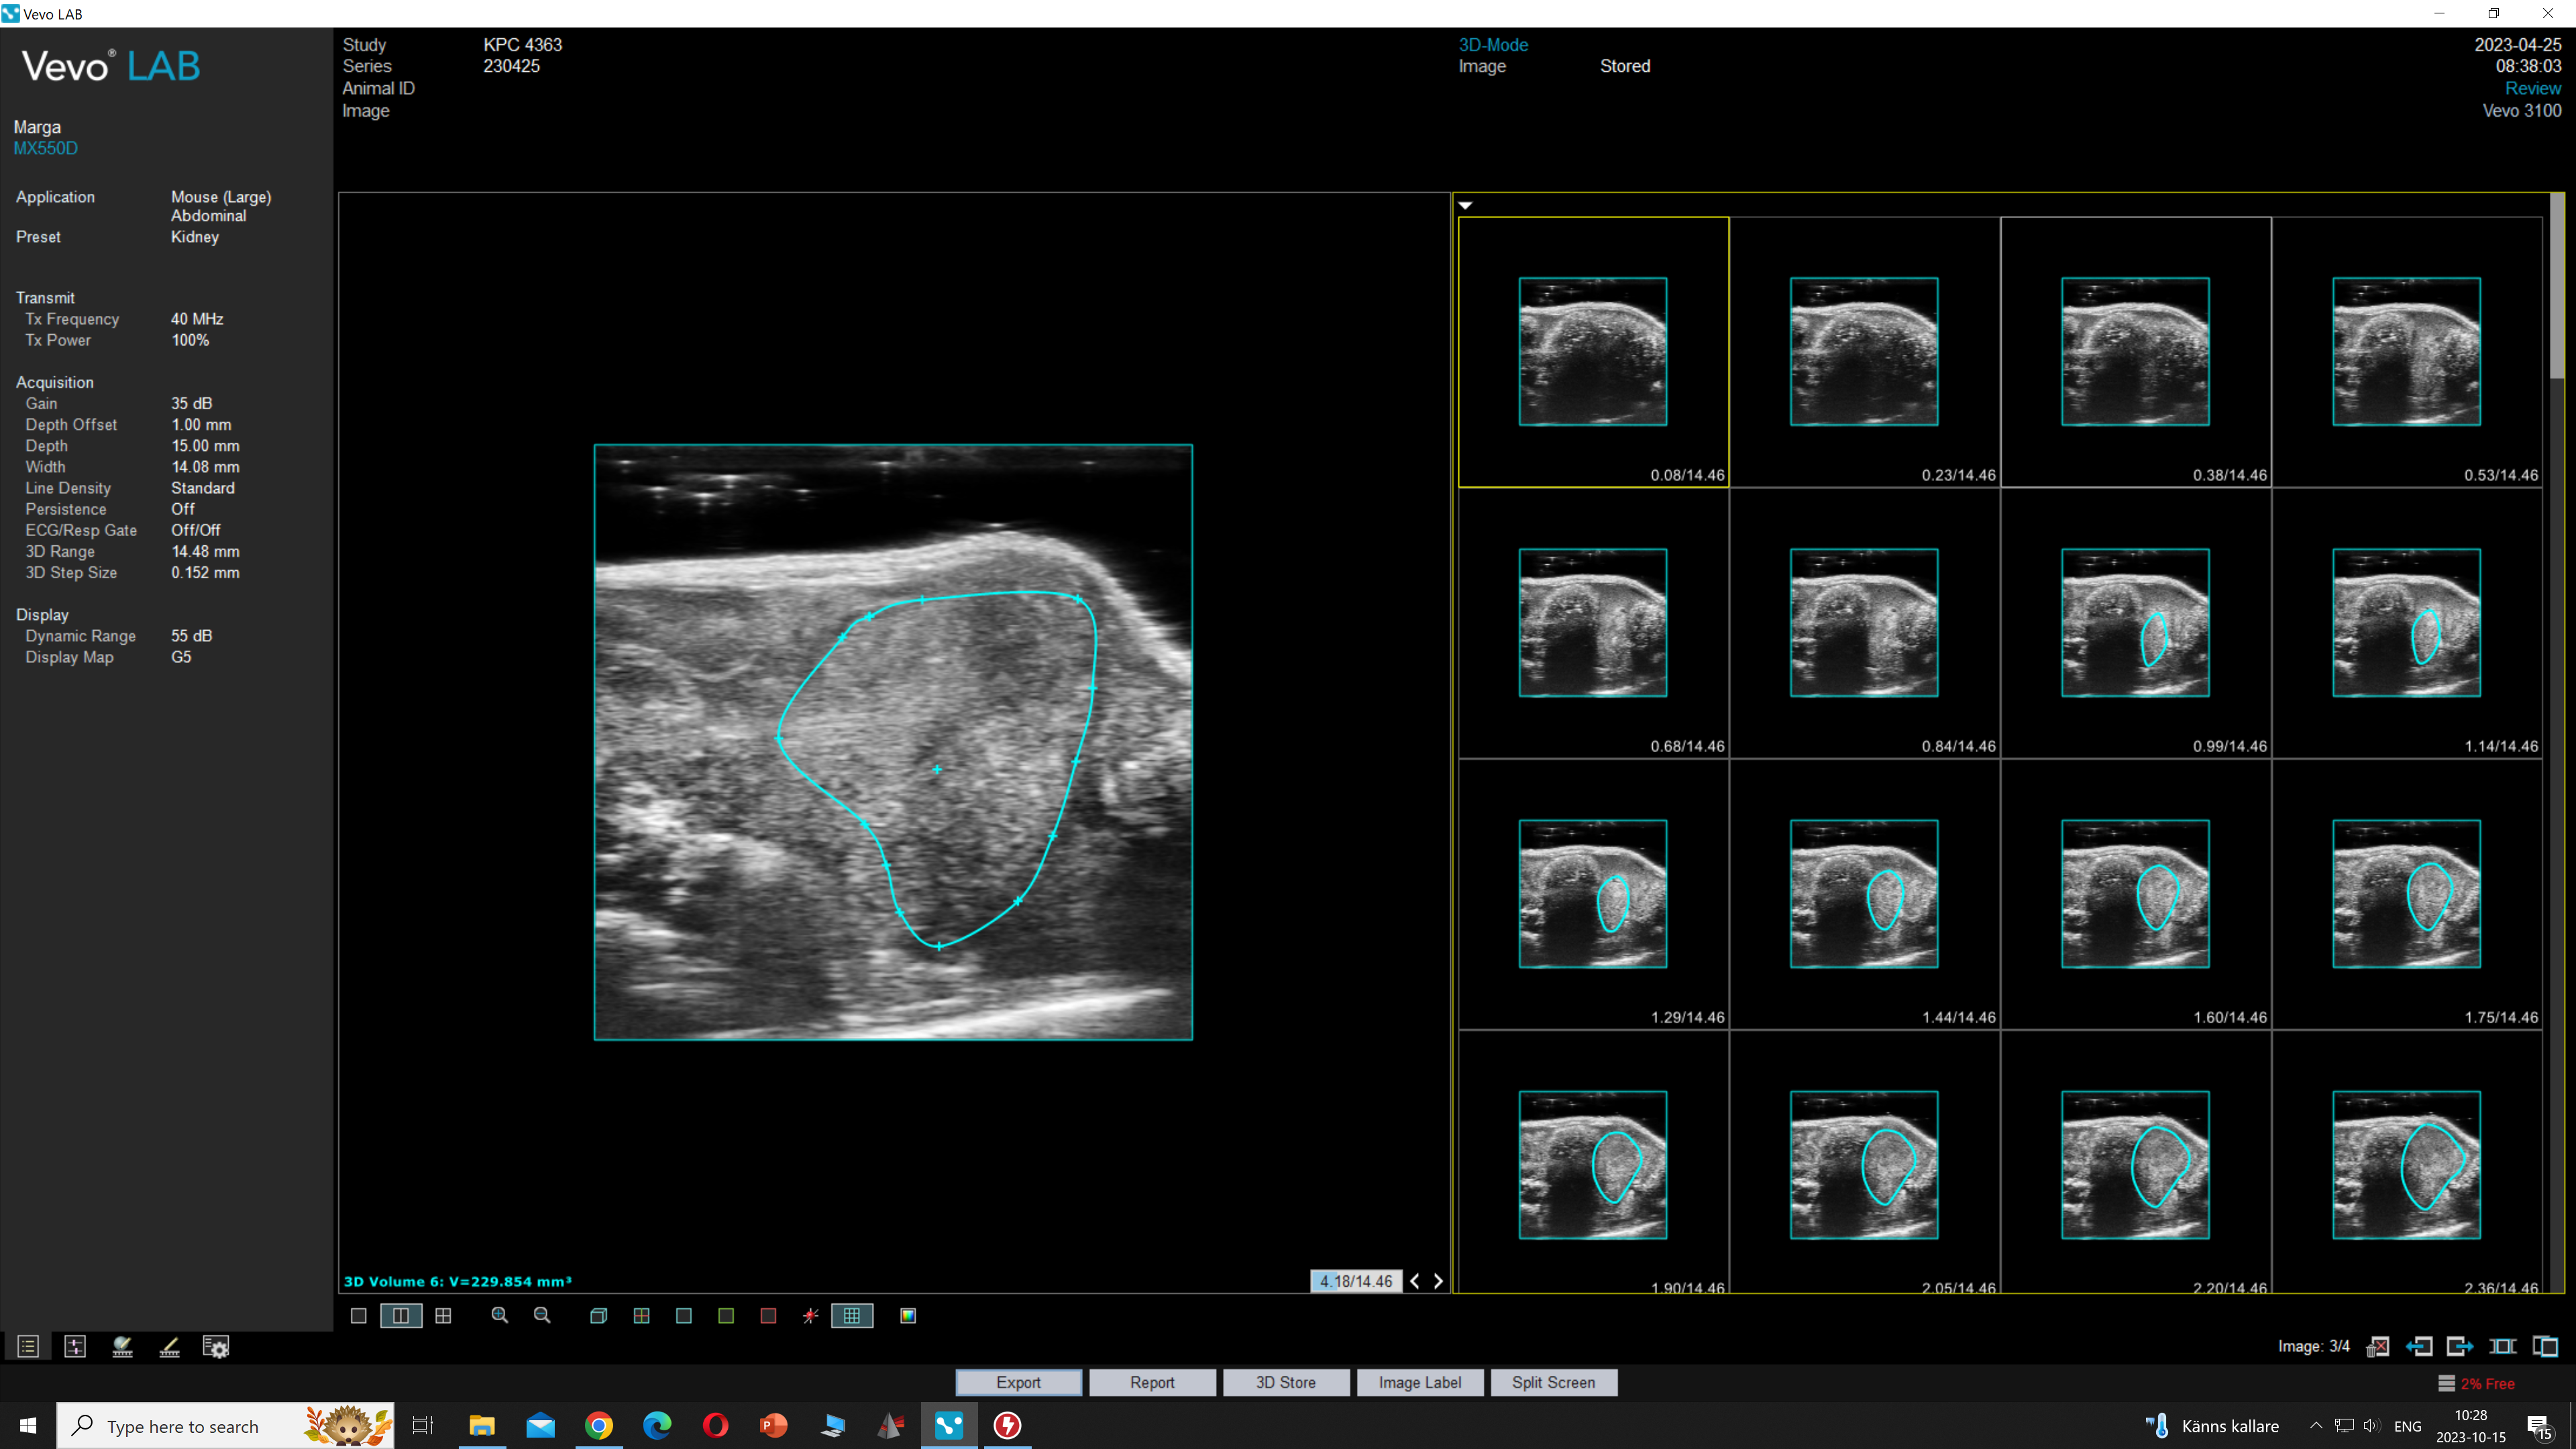 Vevo LAB
Vevo® LAB
Study KPC 4363
Series 230425
Animal ID
Image
3D-Mode
Image Stored
2023-04-25
08:38:03
Review
Vevo 3100
Marga
MX550D
Application Mouse (Large)
Abdominal
Preset Kidney
Transmit
Tx Frequency 40 MHz
Tx Power 100%
Acquisition
Gain 35 dB
Depth Offset 1.00 mm
Depth 15.00 mm
Width 14.08 mm
Line Density Standard
Persistence Off
ECG/Resp Gate Off/Off
3D Range 14.48 mm
3D Step Size 0.152 mm
Display
Dynamic Range 55 dB
Display Map G5
0.08/14.46 0.23/14.46 0.38/14.46 0.53/14.46
0.68/14.46 0.84/14.46 0.99/14.46 1.14/14.46
1.29/14.46 1.44/14.46 1.60/14.46 1.75/14.46
1.90/14.46 2.05/14.46 2.20/14.46 2.36/14.46
3D Volume 6: V=229.854 mm³
4.18/14.46
Image: 3/4
Export Report 3D Store Image Label Split Screen
2% Free
Type here to search
Känns kallare
ENG
10:28
2023-10-15
15